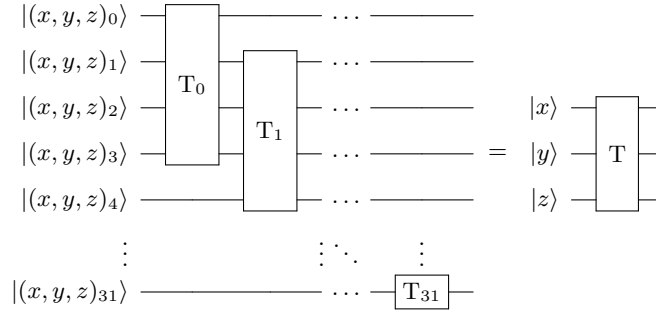 |(x, y, z)₀⟩ ⋯
|(x, y, z)₁⟩ T₀ ⋯
|(x, y, z)₂⟩ T₁ ⋯ |x⟩
|(x, y, z)₃⟩ ⋯ = |y⟩ T
|(x, y, z)₄⟩ ⋯ |z⟩
⋮ ⋮ ⋱ ⋮
|(x, y, z)₃₁⟩ ⋯ T₃₁